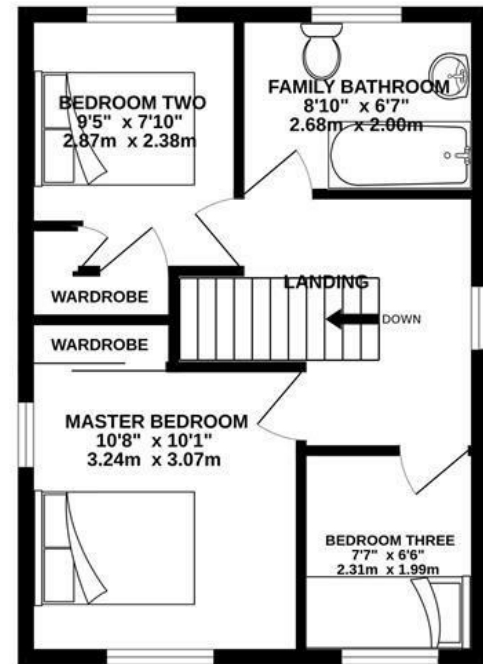 BEDROOM TWO
9'5" x 7'10"
2.87m x 2.38m
FAMILY BATHROOM
8'10" x 6'7"
2.68m x 2.00m
LANDING
WARDROBE
DOWN
WARDROBE
MASTER BEDROOM
10'8" x 10'1"
3.24m x 3.07m
BEDROOM THREE
7'7" x 6'6"
2.31m x 1.99m